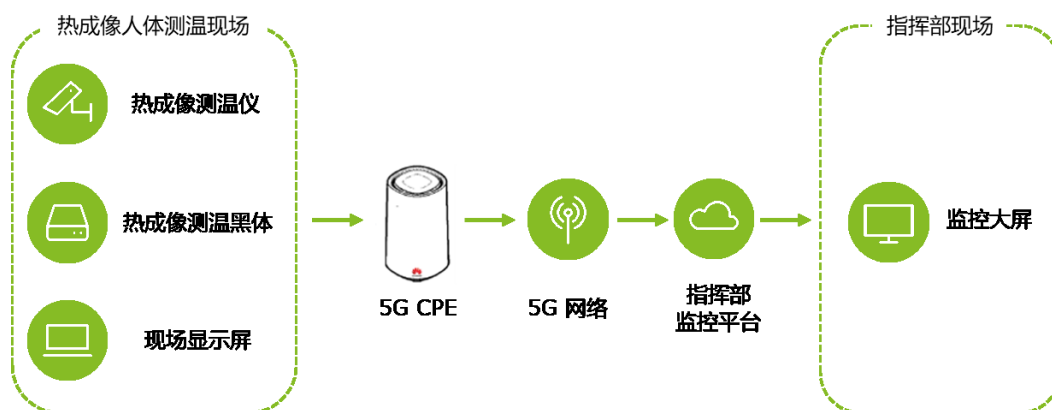 热成像人体测温现场
指挥部现场
热成像测温仪
热成像测温黑体
监控大屏
5G CPE
5G 网络
指挥部
监控平台
现场显示屏